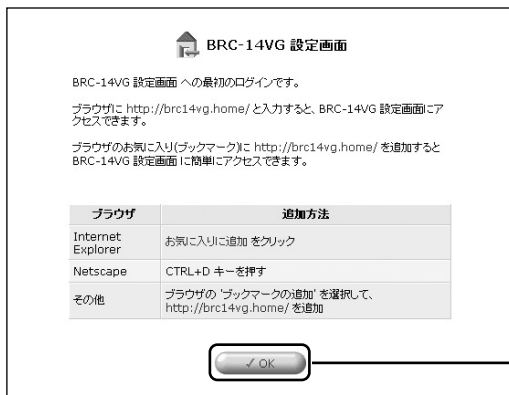 BRC-14VG 設定画面
BRC-14VG 設定画面 への最初のログインです。
ブラウザに http://brc14vg.home/ と入力すると、BRC-14VG 設定画面にア
クセスできます。
ブラウザのお気に入り(ブックマーク)に http://brc14vg.home/ を追加すると
BRC-14VG 設定画面 に簡単にアクセスできます。
ブラウザ 追加方法
Internet
Explorer
お気に入りに追加 をクリック
Netscape CTRL+D キーを押す
その他
ブラウザの 'ブックマークの追加' を選択して、
http://brc14vg.home/ を追加
✓ OK